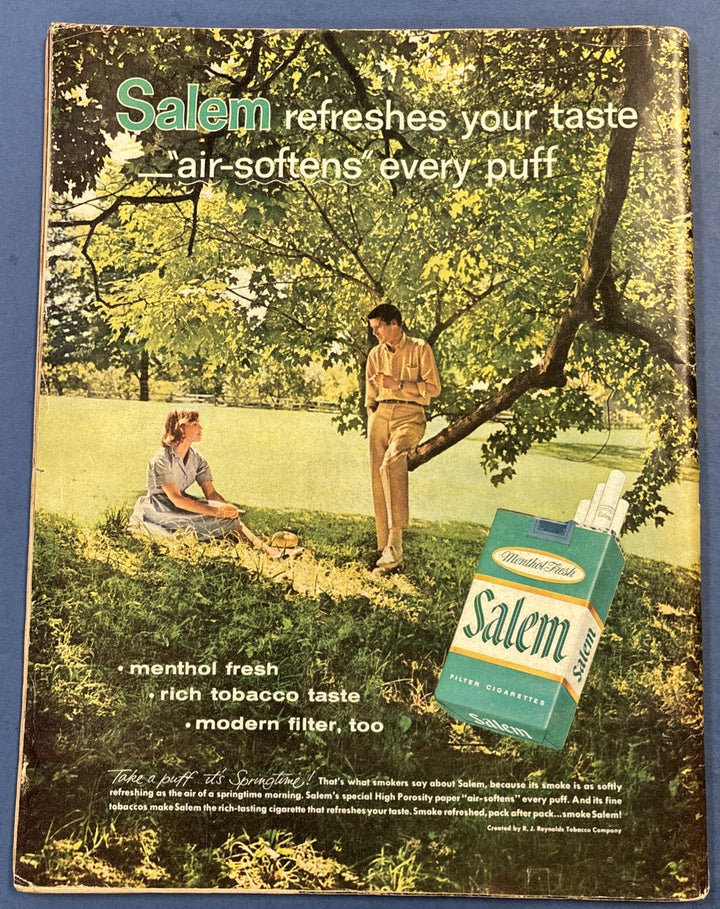 Salem refreshes your taste
—"air-softens" every puff
Menthol Fresh
Salem
Salem
Salem
FILTER CIGARETTES
Salem
• menthol fresh
• rich tobacco taste
• modern filter, too
Take a puff.. it's Springtime! That's what smokers say about Salem, because its smoke is as softly
refreshing as the air of a springtime morning. Salem's special High Porosity paper "air-softens" every puff. And its fine
tobaccos make Salem the rich-tasting cigarette that refreshes your taste. Smoke refreshed, pack after pack...smoke Salem!
Created by R. J. Reynolds Tobacco Company